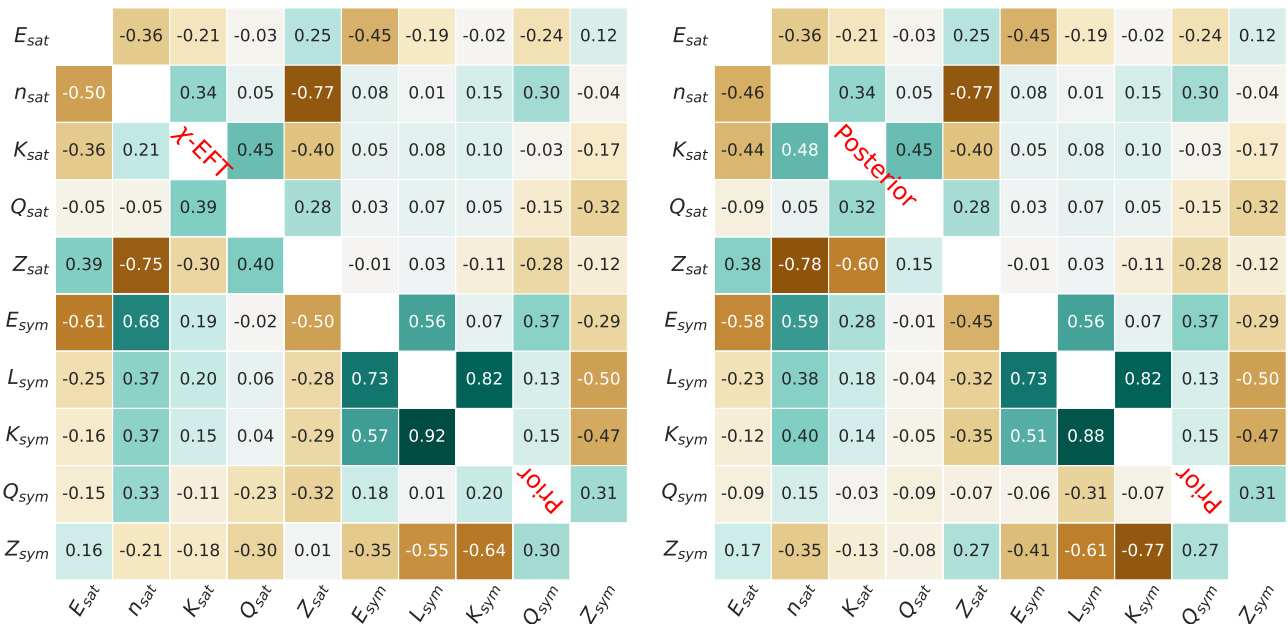 E_sat -0.36 -0.21 -0.03 0.25 -0.45 -0.19 -0.02 -0.24 0.12
n_sat -0.50 0.34 0.05 -0.77 0.08 0.01 0.15 0.30 -0.04
K_sat -0.36 0.21 χ-EFT 0.45 -0.40 0.05 0.08 0.10 -0.03 -0.17
Q_sat -0.05 -0.05 0.39 0.28 0.03 0.07 0.05 -0.15 -0.32
Z_sat 0.39 -0.75 -0.30 0.40 -0.01 0.03 -0.11 -0.28 -0.12
E_sym -0.61 0.68 0.19 -0.02 -0.50 0.56 0.07 0.37 -0.29
L_sym -0.25 0.37 0.20 0.06 -0.28 0.73 0.82 0.13 -0.50
K_sym -0.16 0.37 0.15 0.04 -0.29 0.57 0.92 0.15 -0.47
Q_sym -0.15 0.33 -0.11 -0.23 -0.32 0.18 0.01 0.20 Prior 0.31
Z_sym 0.16 -0.21 -0.18 -0.30 0.01 -0.35 -0.55 -0.64 0.30
E_sat n_sat K_sat Q_sat Z_sat E_sym L_sym K_sym Q_sym Z_sym
E_sat -0.36 -0.21 -0.03 0.25 -0.45 -0.19 -0.02 -0.24 0.12
n_sat -0.46 0.34 0.05 -0.77 0.08 0.01 0.15 0.30 -0.04
K_sat -0.44 0.48 Posterior 0.45 -0.40 0.05 0.08 0.10 -0.03 -0.17
Q_sat -0.09 0.05 0.32 0.28 0.03 0.07 0.05 -0.15 -0.32
Z_sat 0.38 -0.78 -0.60 0.15 -0.01 0.03 -0.11 -0.28 -0.12
E_sym -0.58 0.59 0.28 -0.01 -0.45 0.56 0.07 0.37 -0.29
L_sym -0.23 0.38 0.18 -0.04 -0.32 0.73 0.82 0.13 -0.50
K_sym -0.12 0.40 0.14 -0.05 -0.35 0.51 0.88 0.15 -0.47
Q_sym -0.09 0.15 -0.03 -0.09 -0.07 -0.06 -0.31 -0.07 Prior 0.31
Z_sym 0.17 -0.35 -0.13 -0.08 0.27 -0.41 -0.61 -0.77 0.27
E_sat n_sat K_sat Q_sat Z_sat E_sym L_sym K_sym Q_sym Z_sym